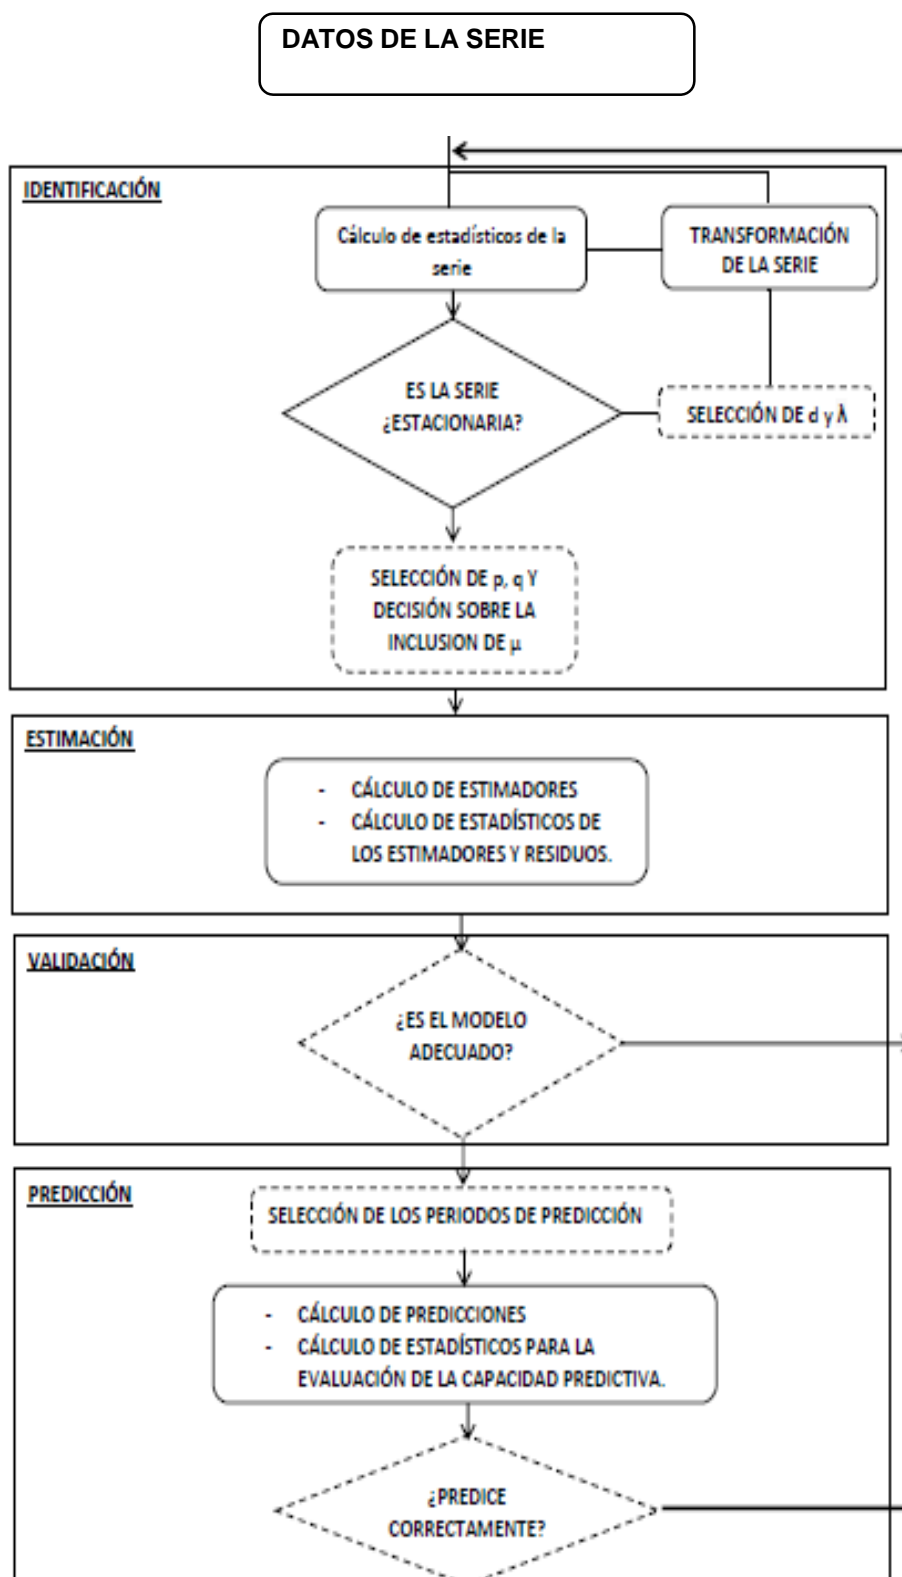 DATOS DE LA SERIE
IDENTIFICACIÓN
Cálculo de estadísticos de la
serie
TRANSFORMACIÓN
DE LA SERIE
ES LA SERIE
¿ESTACIONARIA?
SELECCIÓN DE d y λ
SELECCIÓN DE p, q Y
DECISIÓN SOBRE LA
INCLUSION DE μ
ESTIMACIÓN
- CÁLCULO DE ESTIMADORES
- CÁLCULO DE ESTADÍSTICOS DE
LOS ESTIMADORES Y RESIDUOS.
VALIDACIÓN
¿ES EL MODELO
ADECUADO?
PREDICCIÓN
SELECCIÓN DE LOS PERIODOS DE PREDICCIÓN
- CÁLCULO DE PREDICCIONES
- CÁLCULO DE ESTADÍSTICOS PARA LA
EVALUACIÓN DE LA CAPACIDAD PREDICTIVA.
¿PREDICE
CORRECTAMENTE?